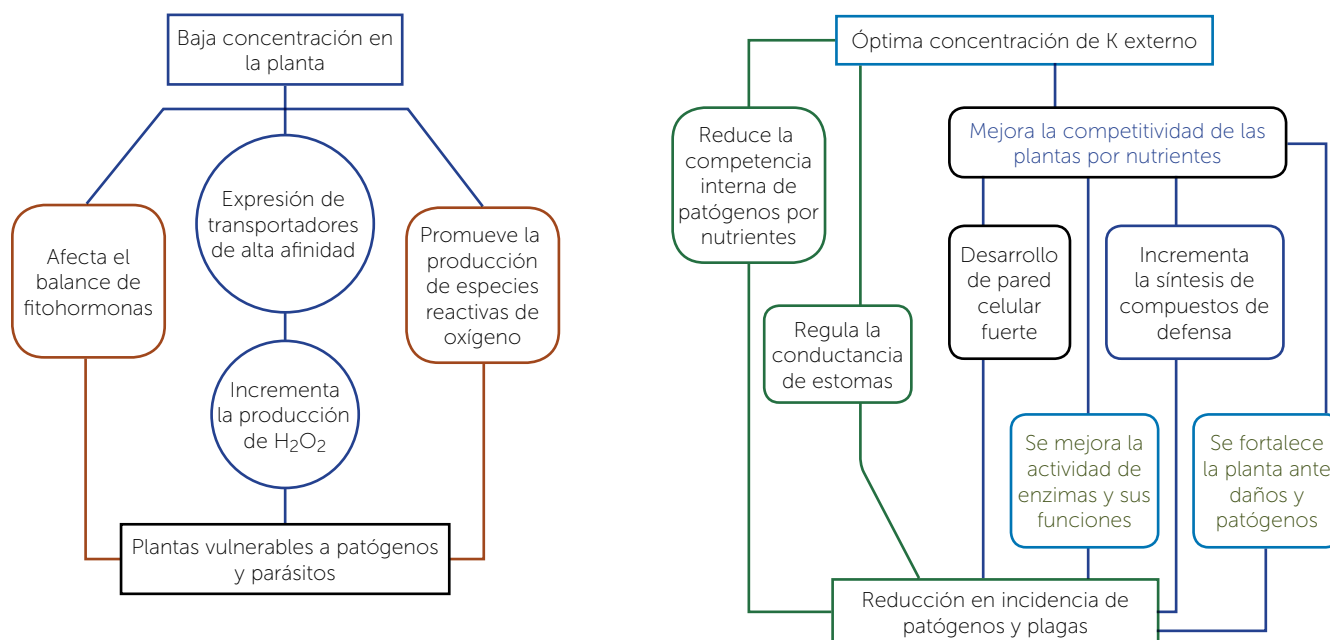 Baja concentración en
la planta
Afecta el
balance de
fitohormonas
Expresión de
transportadores
de alta afinidad
Incrementa
la producción
de H₂O₂
Promueve la
producción
de especies
reactivas de
oxígeno
Plantas vulnerables a patógenos
y parásitos
Óptima concentración de K externo
Reduce la
competencia
interna de
patógenos por
nutrientes
Regula la
conductancia
de estomas
Mejora la competitividad de las
plantas por nutrientes
Desarrollo
de pared
celular
fuerte
Incrementa
la síntesis de
compuestos de
defensa
Se mejora la
actividad de
enzimas y sus
funciones
Se fortalece
la planta ante
daños y
patógenos
Reducción en incidencia de
patógenos y plagas